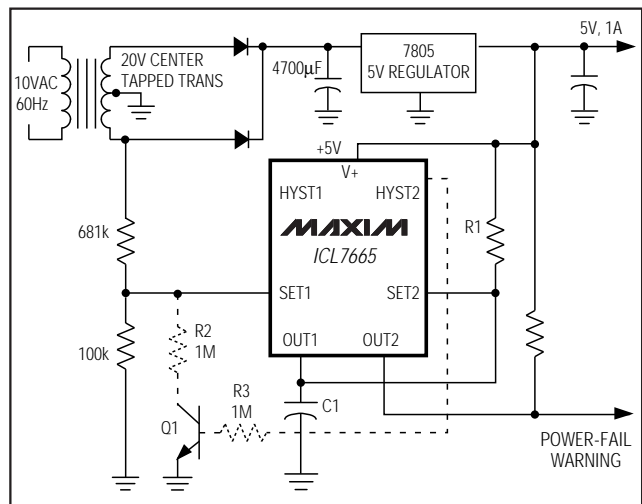 5V, 1A
7805
5V REGULATOR
4700µF
20V CENTER
TAPPED TRANS
10VAC
60Hz
+5V
V+
HYST1
HYST2
MAXIM
ICL7665
R1
681k
SET1
SET2
R2
1M
OUT1
OUT2
100k
R3
1M
C1
Q1
POWER-FAIL
WARNING